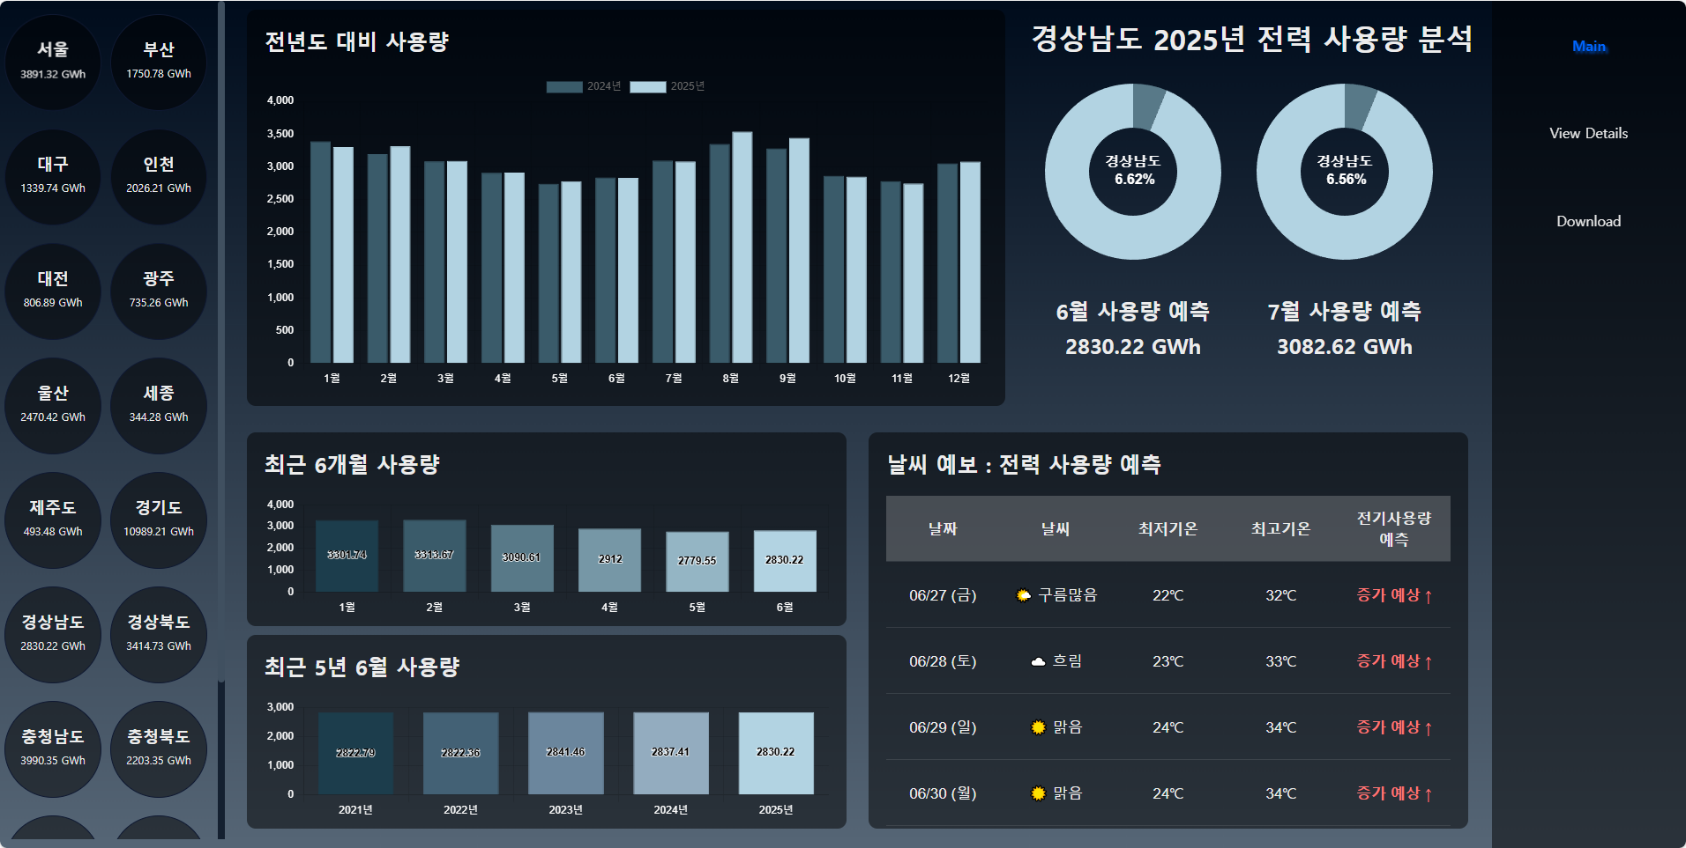 서울
3891.32 GWh
부산
1750.78 GWh
대구
1339.74 GWh
인천
2026.21 GWh
대전
806.89 GWh
광주
735.26 GWh
울산
2470.42 GWh
세종
344.28 GWh
제주도
493.48 GWh
경기도
10989.21 GWh
경상남도
2830.22 GWh
경상북도
3414.73 GWh
충청남도
3990.35 GWh
충청북도
2203.35 GWh
전년도 대비 사용량
2024년 2025년
4,000
3,500
3,000
2,500
2,000
1,500
1,000
500
0
1월 2월 3월 4월 5월 6월 7월 8월 9월 10월 11월 12월
경상남도 2025년 전력 사용량 분석
경상남도
6.62%
6월 사용량 예측
2830.22 GWh
경상남도
6.56%
7월 사용량 예측
3082.62 GWh
최근 6개월 사용량
4,000
3,000
2,000
1,000
0
3301.74 3313.67 3090.61 2912 2779.55 2830.22
1월 2월 3월 4월 5월 6월
최근 5년 6월 사용량
3,000
2,000
1,000
0
2822.79 2822.36 2841.46 2837.41 2830.22
2021년 2022년 2023년 2024년 2025년
날씨 예보 : 전력 사용량 예측
날짜 날씨 최저기온 최고기온 전기사용량
예측
06/27 (금) 구름많음 22℃ 32℃ 증가 예상 ↑
06/28 (토) 흐림 23℃ 33℃ 증가 예상 ↑
06/29 (일) 맑음 24℃ 34℃ 증가 예상 ↑
06/30 (월) 맑음 24℃ 34℃ 증가 예상 ↑
Main
View Details
Download